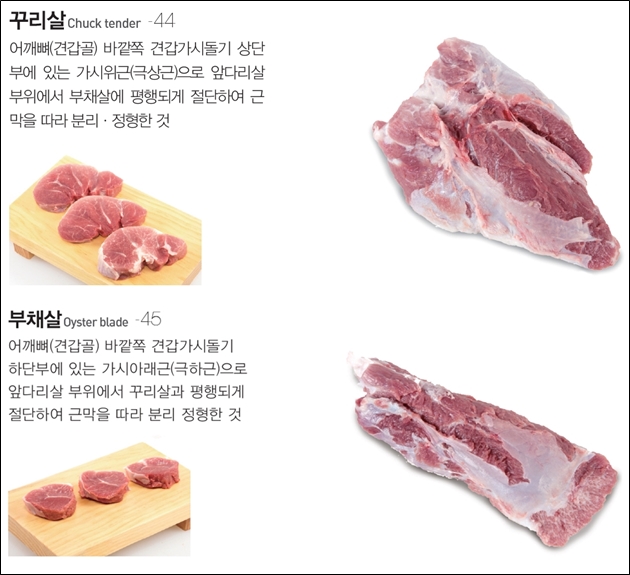 꾸리살 Chuck tender -44
어깨뼈(견갑골) 바깥쪽 견갑가시돌기 상단
부에 있는 가시위근(극상근)으로 앞다리살
부위에서 부채살에 평행되게 절단하여 근
막을 따라 분리 · 정형한 것
부채살 Oyster blade -45
어깨뼈(견갑골) 바깥쪽 견갑가시돌기
하단부에 있는 가시아래근(극하근)으로
앞다리살 부위에서 꾸리살과 평행되게
절단하여 근막을 따라 분리 정형한 것